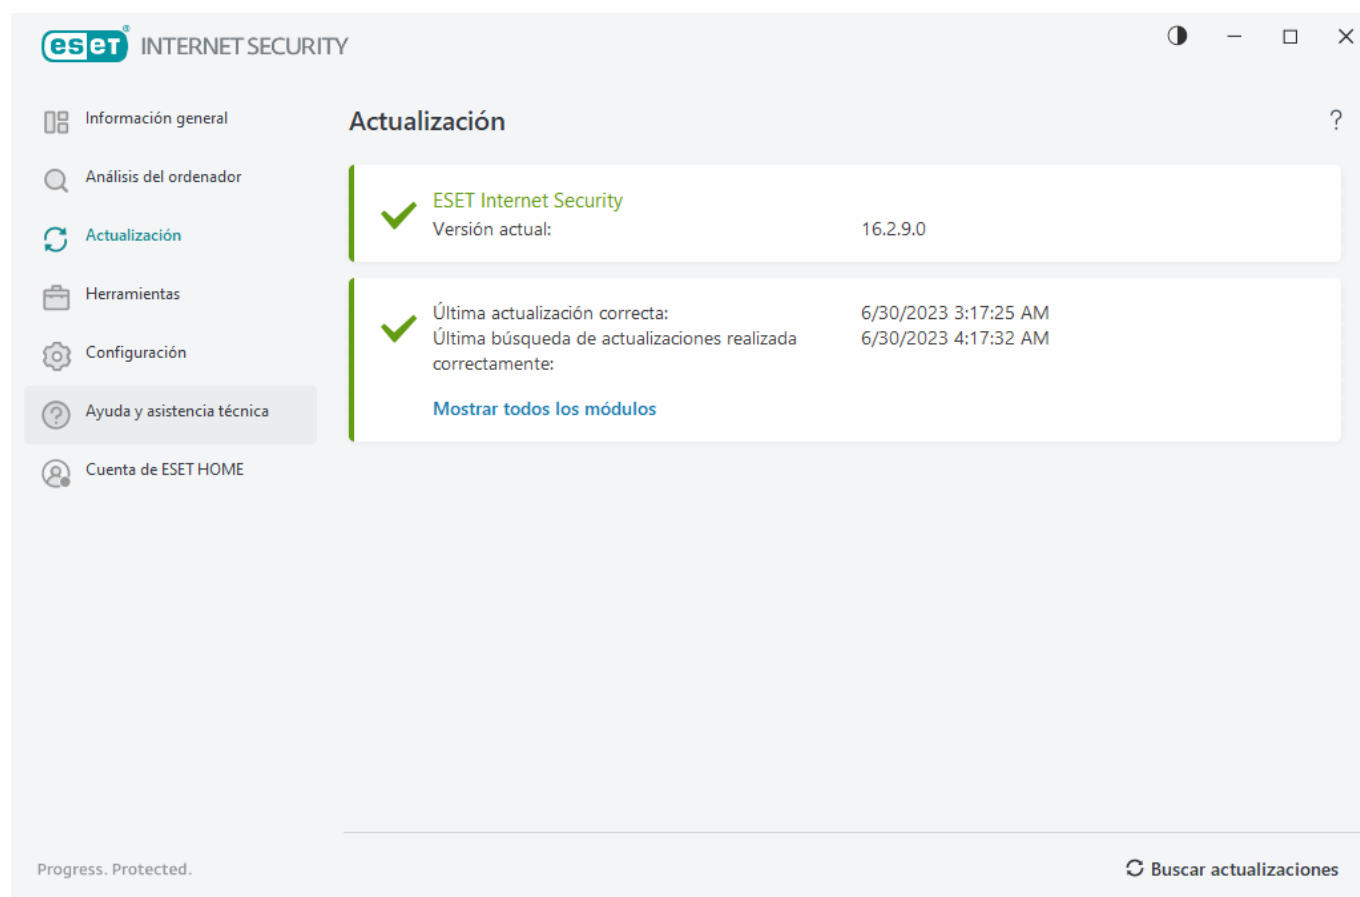 eseT® INTERNET SECURITY
Información general
Análisis del ordenador
Actualización
Herramientas
Configuración
Ayuda y asistencia técnica
Cuenta de ESET HOME
Progress. Protected.
Actualización ?
ESET Internet Security
Versión actual: 16.2.9.0
Última actualización correcta: 6/30/2023 3:17:25 AM
Última búsqueda de actualizaciones realizada 6/30/2023 4:17:32 AM
correctamente:
Mostrar todos los módulos
Buscar actualizaciones